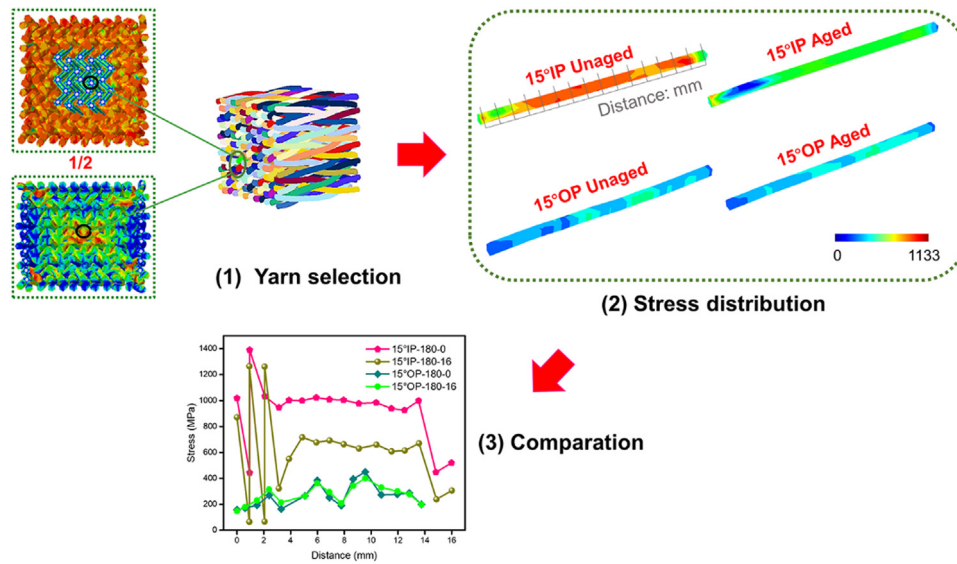 1/2
(1) Yarn selection
15°IP Unaged
Distance: mm
15°IP Aged
15°OP Unaged
15°OP Aged
0 1133
(2) Stress distribution
Stress (MPa)
1400
1200
1000
800
600
400
200
0
15°IP-180-0
15°IP-180-16
15°OP-180-0
15°OP-180-16
0 2 4 6 8 10 12 14 16
Distance (mm)
(3) Comparation